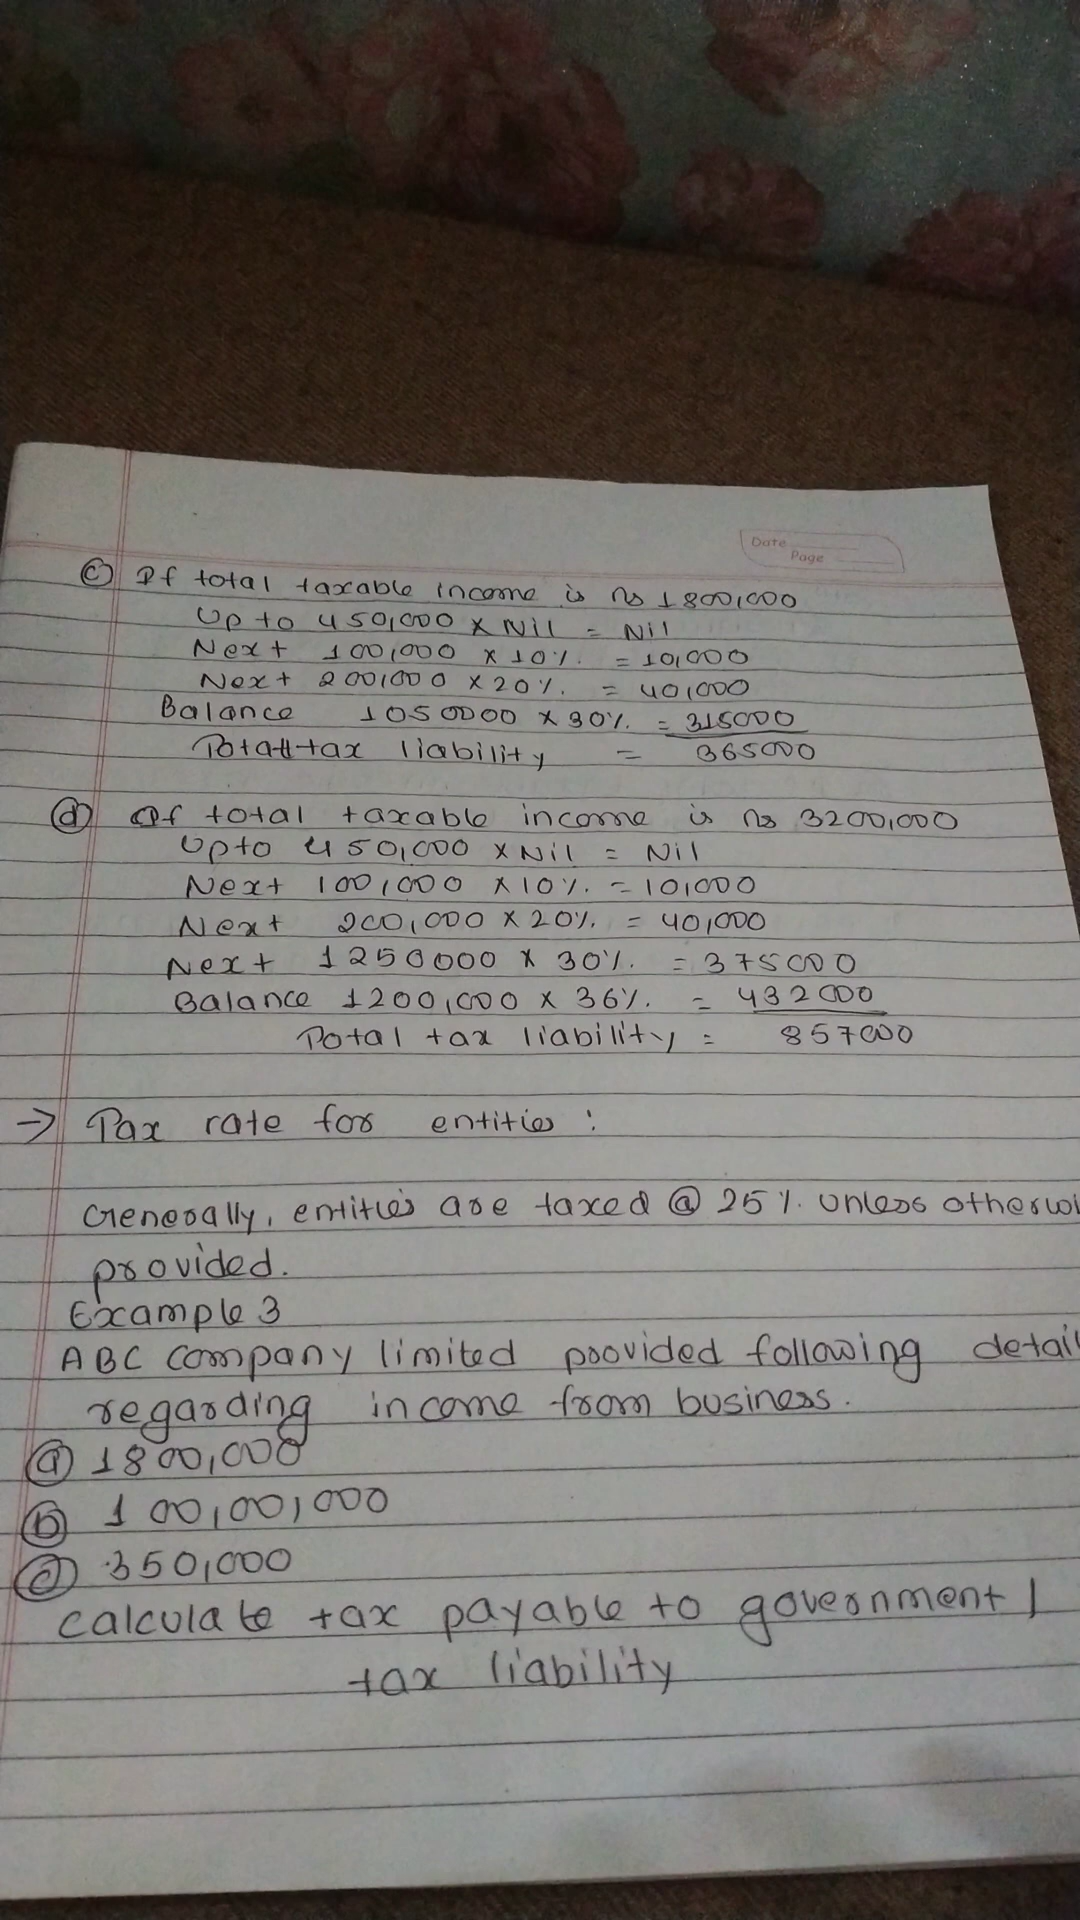 Date
Page
c) If total taxable income is rs 1800,000
Up to 450,000 x Nil = Nil
Next 100,000 x 10% = 10,000
Next 200,000 x 20% = 40,000
Balance 1050000 x 30% = 315000
Total tax liability = 365000
d) If total taxable income is rs 3200,000
Upto 450,000 x Nil = Nil
Next 100,000 x 10% = 10,000
Next 200,000 x 20% = 40,000
Next 1250000 x 30% = 375000
Balance 1200,000 x 36% = 432000
Total tax liability = 857000
→ Tax rate for entities :
Generally, entities are taxed @ 25% unless otherwi
provided.
Example 3
ABC company limited provided following detail
regarding income from business.
a) 1800,000
b) 100,00,000
c) 350,000
calculate tax payable to government /
tax liability